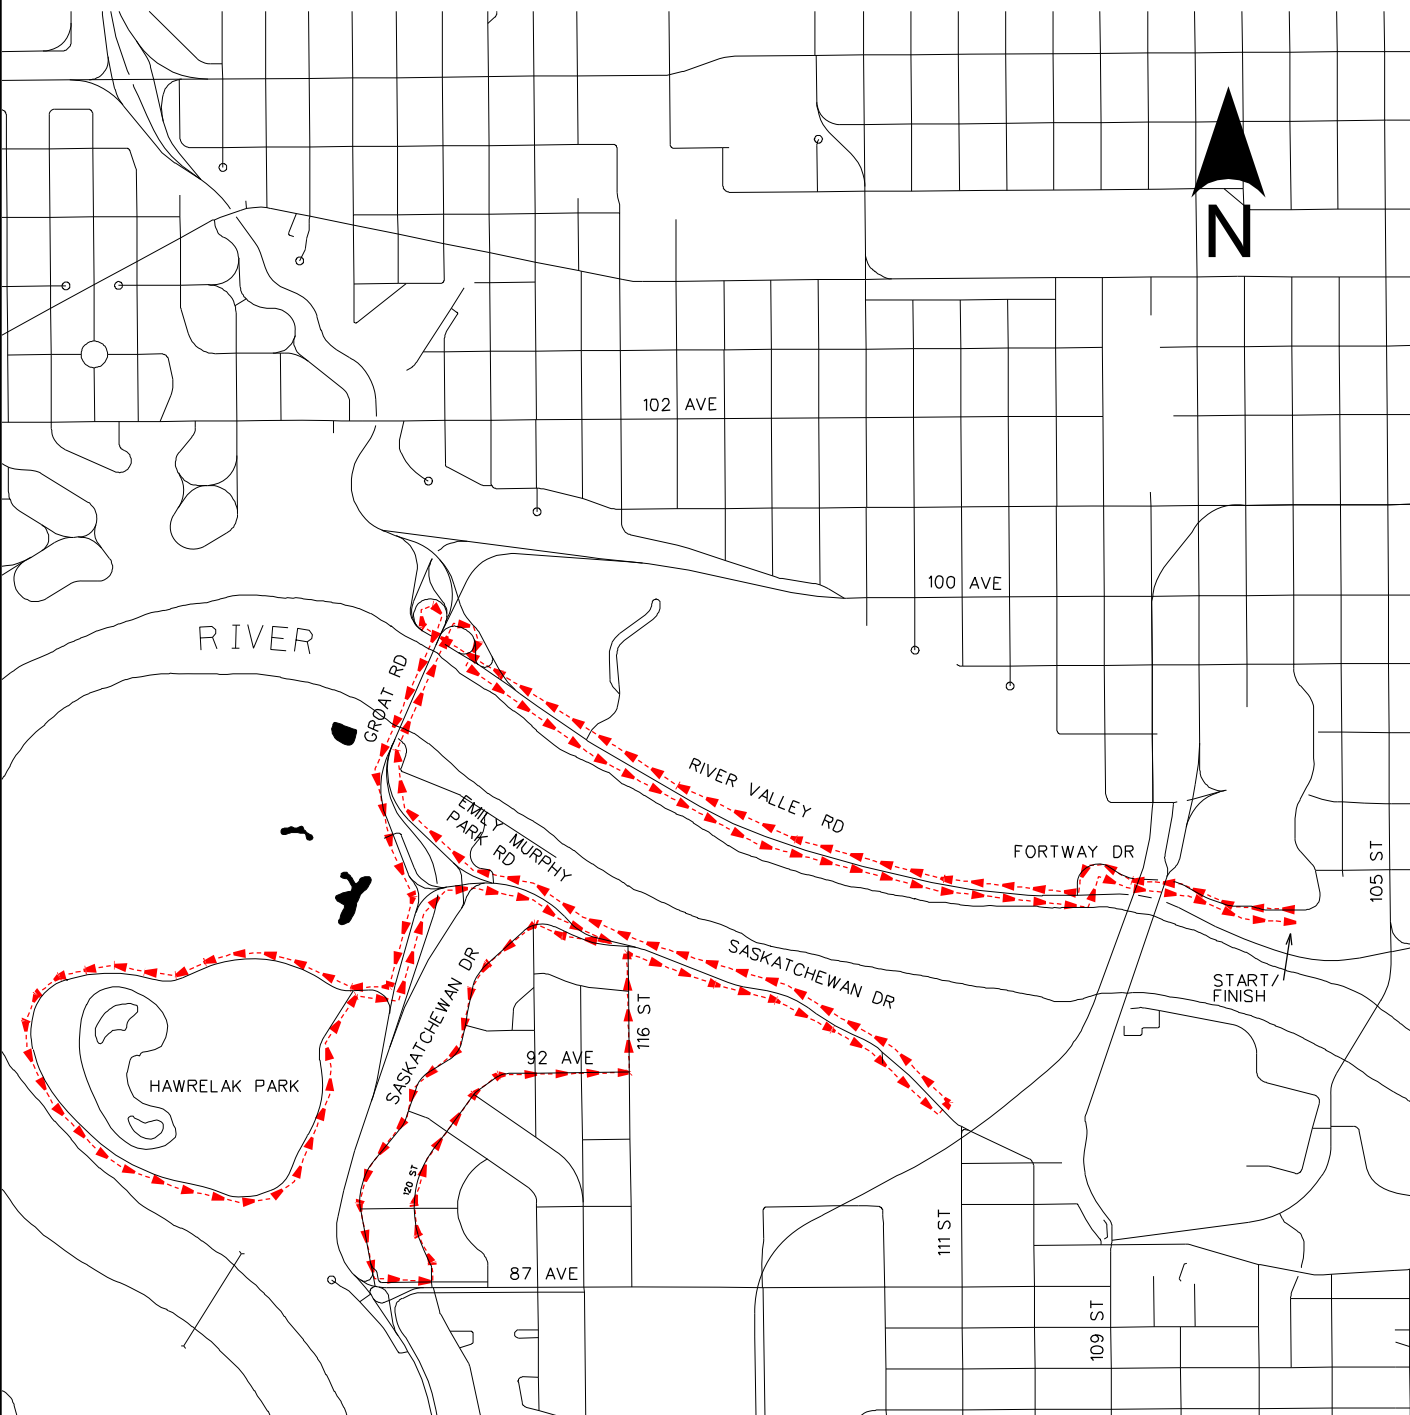 N
102 AVE
100 AVE
RIVER
GROAT RD
RIVER VALLEY RD
EMILY MURPHY
PARK RD
FORTWAY DR
105 ST
SASKATCHEWAN DR
START/
FINISH
SASKATCHEWAN DR
116 ST
92 AVE
HAWRELAK PARK
120 ST
111 ST
87 AVE
109 ST